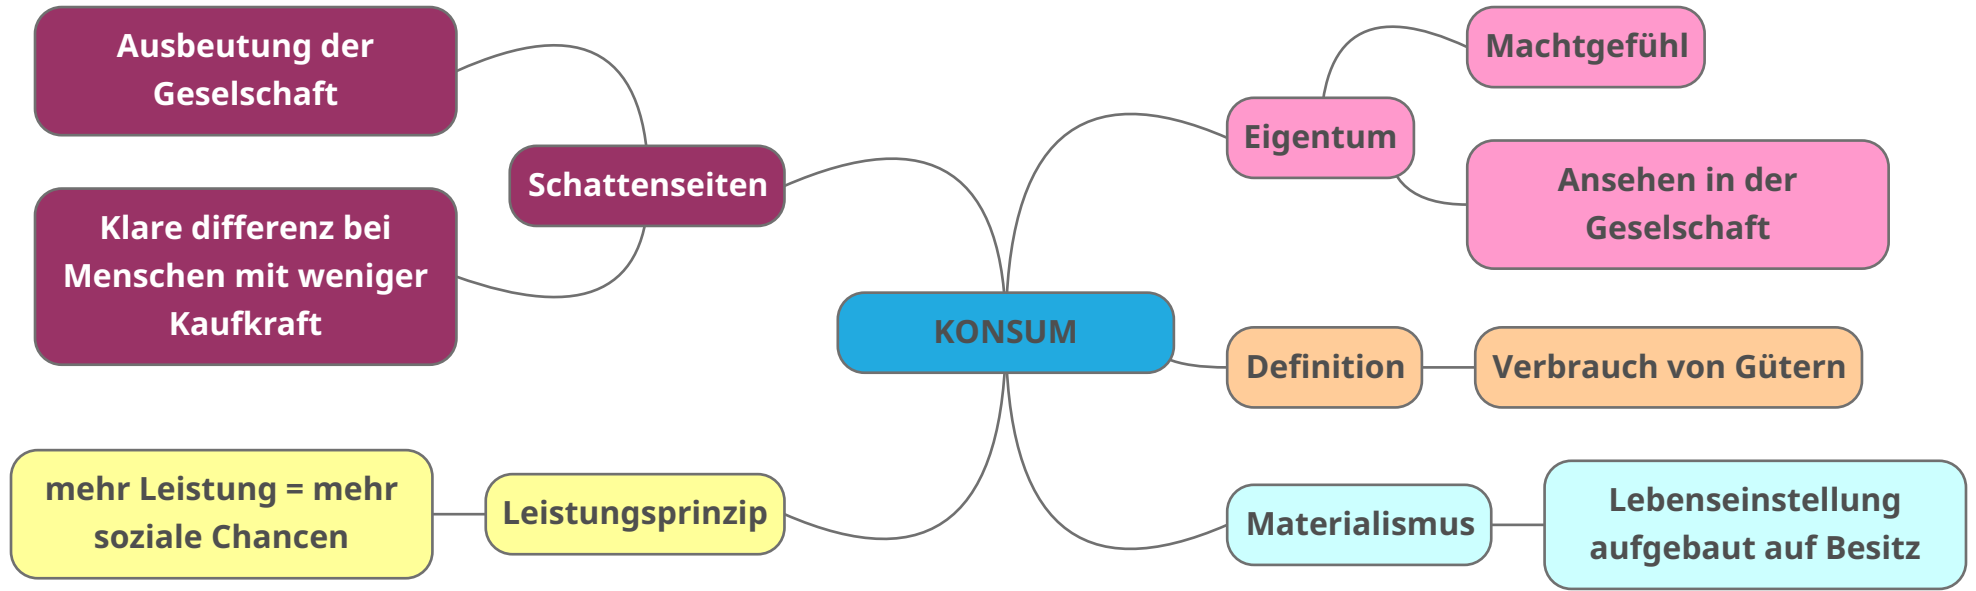 Ausbeutung der
Geselschaft
Klare differenz bei
Menschen mit weniger
Kaufkraft
Schattenseiten
mehr Leistung = mehr
soziale Chancen
Leistungsprinzip
KONSUM
Eigentum
Machtgefühl
Ansehen in der
Geselschaft
Definition
Verbrauch von Gütern
Materialismus
Lebenseinstellung
aufgebaut auf Besitz